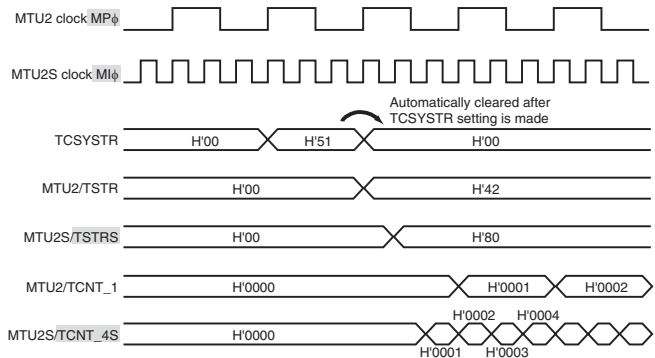 MTU2 clock MPϕ
MTU2S clock MIϕ
Automatically cleared after
TCSYSTR setting is made
TCSYSTR H'00 H'51 H'00
MTU2/TSTR H'00 H'42
MTU2S/TSTRS H'00 H'80
MTU2/TCNT_1 H'0000 H'0001 H'0002
H'0002 H'0004
MTU2S/TCNT_4S H'0000
H'0001 H'0003